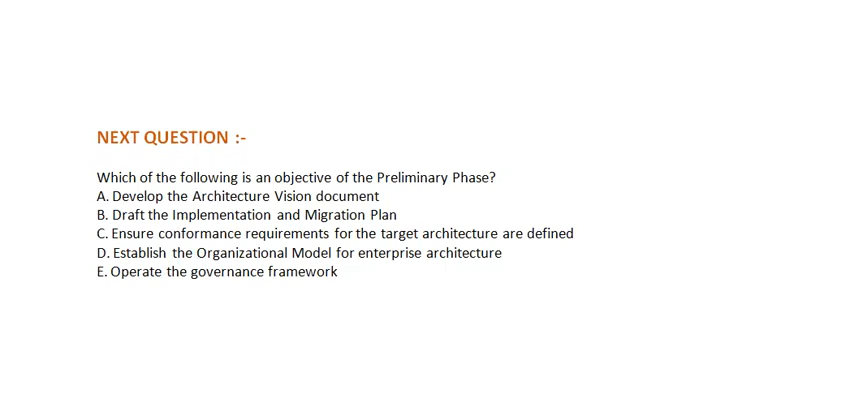 NEXT QUESTION :-
Which of the following is an objective of the Preliminary Phase?
A. Develop the Architecture Vision document
B. Draft the Implementation and Migration Plan
C. Ensure conformance requirements for the target architecture are defined
D. Establish the Organizational Model for enterprise architecture
E. Operate the governance framework